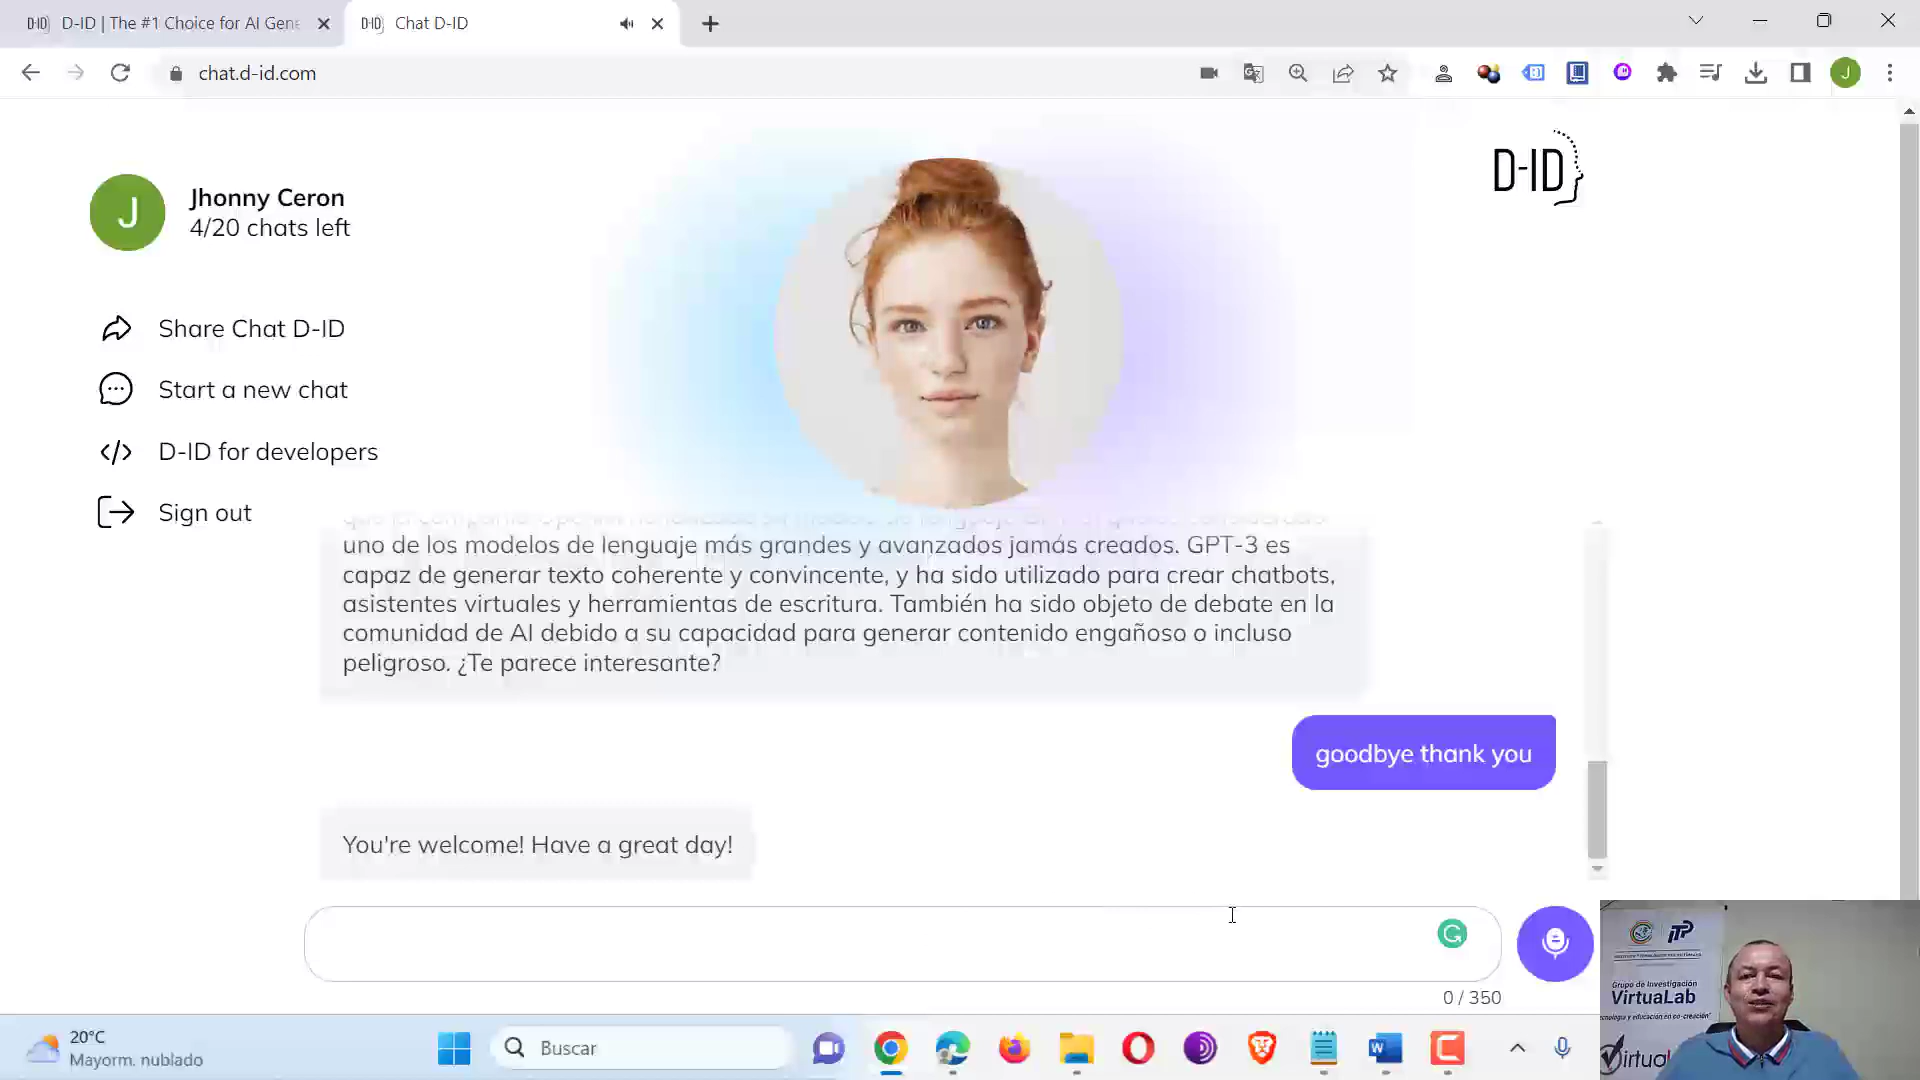 D-ID | The #1 Choice for AI Gene
Chat D-ID
chat.d-id.com
J
D-ID
J
Jhonny Ceron
4/20 chats left
Share Chat D-ID
Start a new chat
D-ID for developers
Sign out
uno de los modelos de lenguaje más grandes y avanzados jamás creados. GPT-3 es
capaz de generar texto coherente y convincente, y ha sido utilizado para crear chatbots,
asistentes virtuales y herramientas de escritura. También ha sido objeto de debate en la
comunidad de AI debido a su capacidad para generar contenido engañoso o incluso
peligroso. ¿Te parece interesante?
goodbye thank you
You're welcome! Have a great day!
0 / 350
iTP
Grupo de Investigación
VirtuaLab
20°C
Mayorm. nublado
Buscar